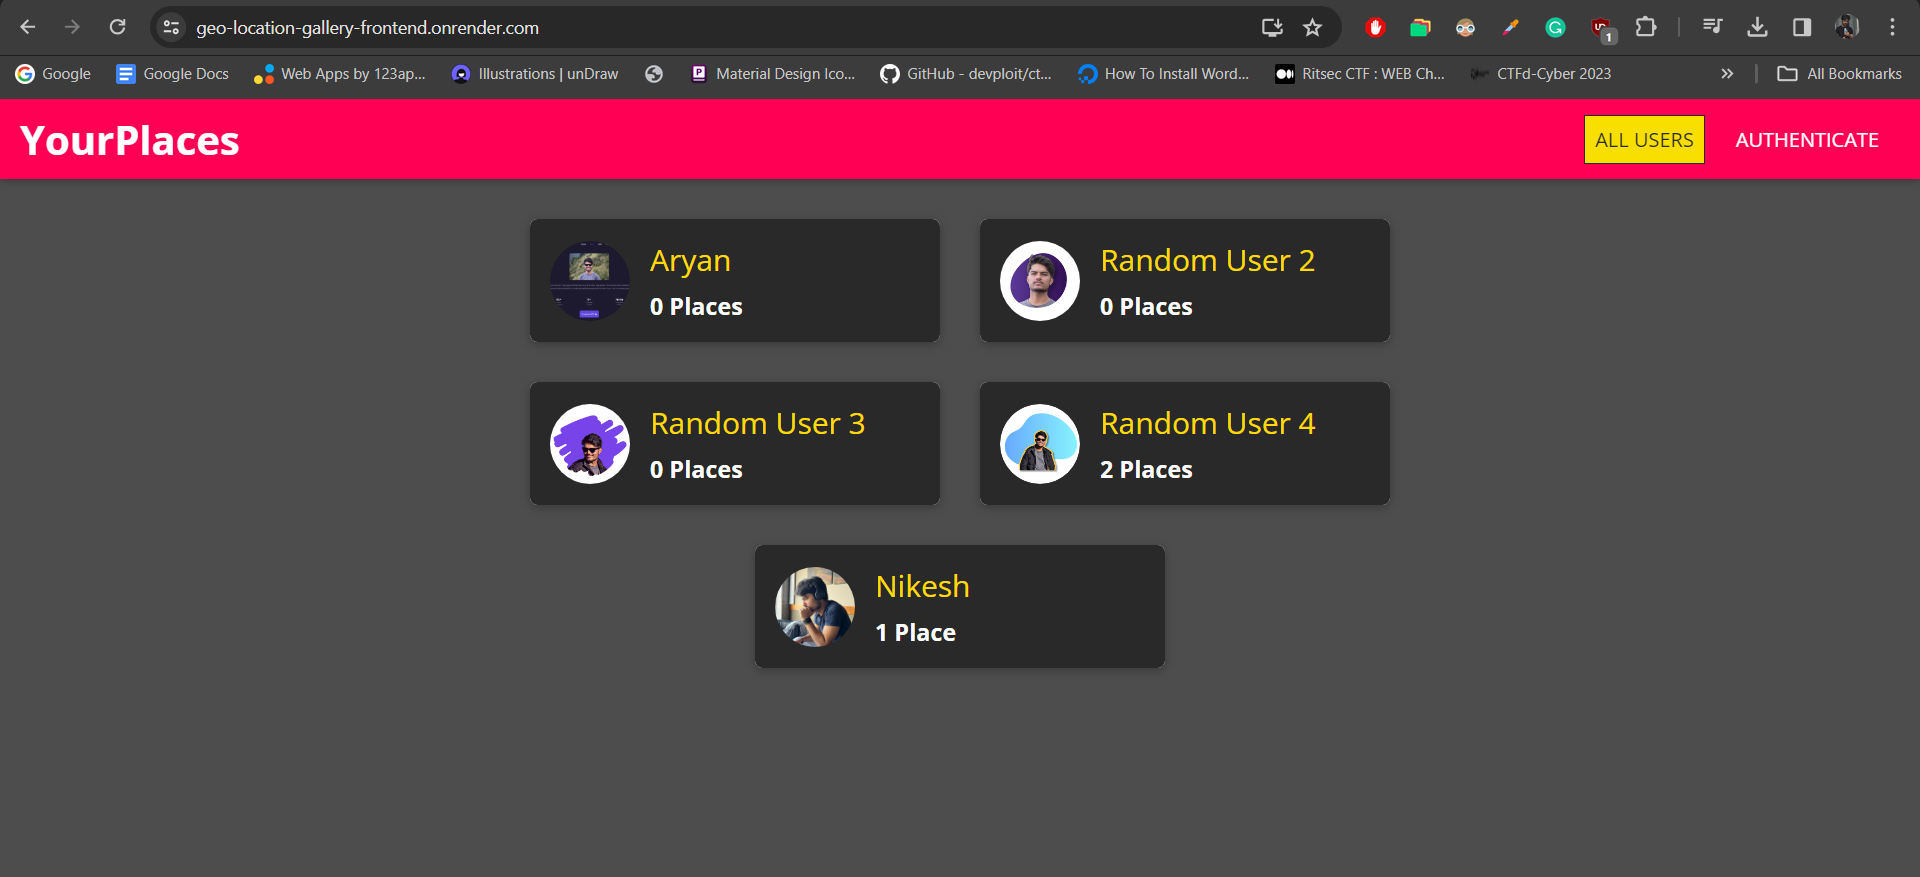 geo-location-gallery-frontend.onrender.com
1
Google
Google Docs
Web Apps by 123ap...
Illustrations | unDraw
Material Design Ico...
GitHub - devploit/ct...
How To Install Word...
Ritsec CTF : WEB Ch...
CTFd-Cyber 2023
All Bookmarks
YourPlaces
ALL USERS
AUTHENTICATE
Aryan
0 Places
Random User 2
0 Places
Random User 3
0 Places
Random User 4
2 Places
Nikesh
1 Place